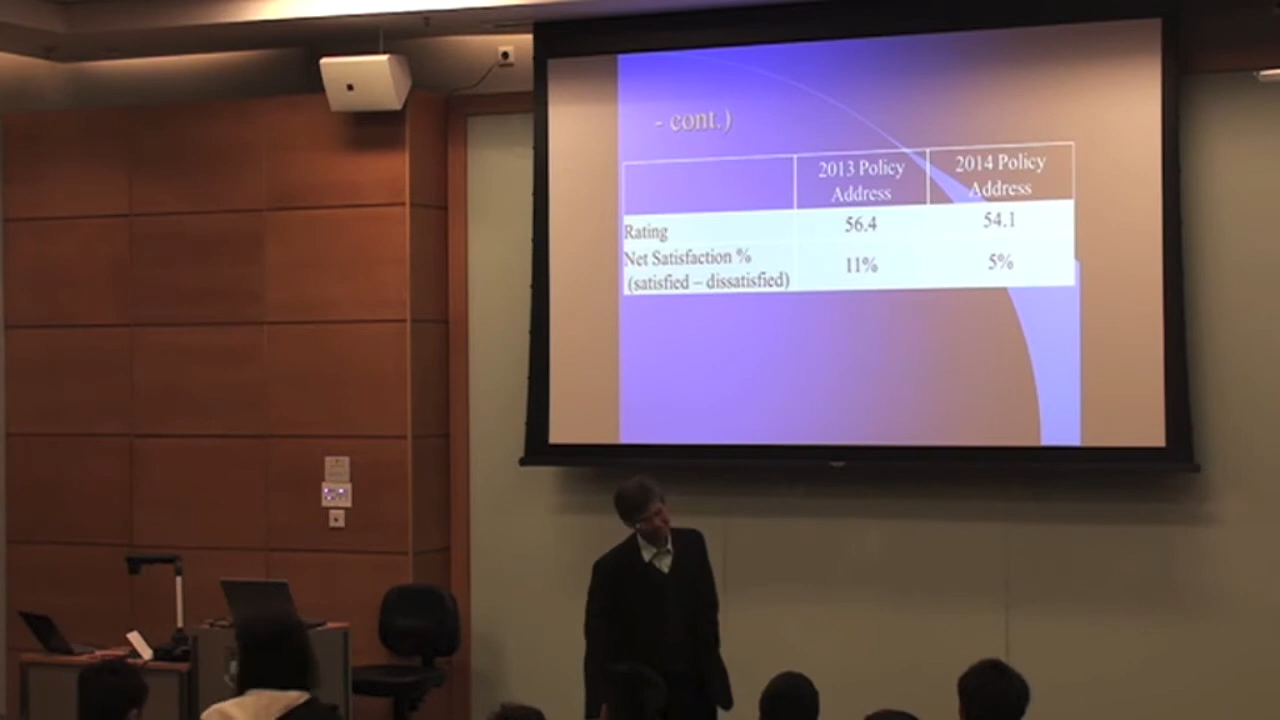 - cont.)
2013 Policy Address 2014 Policy Address
Rating 56.4 54.1
Net Satisfaction % (satisfied – dissatisfied) 11% 5%